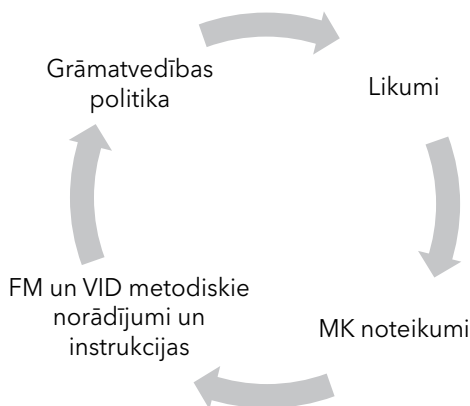 Grāmatvedības
politika
Likumi
FM un VID metodiskie
norādījumi un
instrukcijas
MK noteikumi